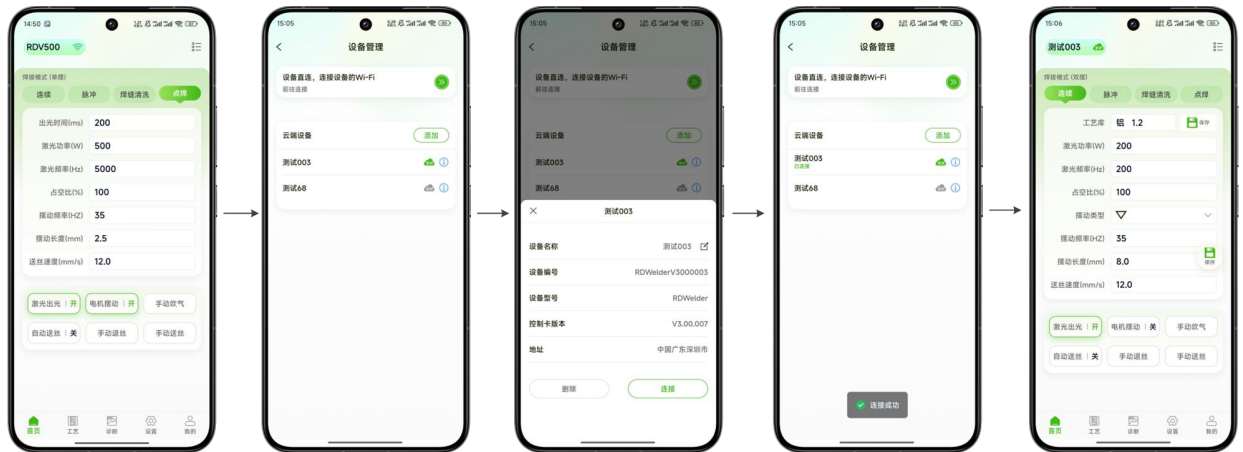 14:50
RDV500
焊接模式 (单摆)
连续 脉冲 焊缝清洗 点焊
出光时间(ms) 200
激光功率(W) 500
激光频率(Hz) 5000
占空比(%) 100
摆动频率(HZ) 35
摆动长度(mm) 2.5
送丝速度(mm/s) 12.0
激光出光 | 开 电机摆动 | 开 手动吹气
自动送丝 | 关 手动退丝 手动送丝
首页 工艺 诊断 设置 我的
15:05
设备管理
设备直连，连接设备的Wi-Fi
前往连接
云端设备 添加
测试003
测试68
15:05
设备管理
设备直连，连接设备的Wi-Fi
前往连接
云端设备 添加
测试003
测试68
测试003
设备名称 测试003
设备编号 RDWelderV3000003
设备型号 RDWelder
控制卡版本 V3.00.007
地址 中国广东深圳市
删除 连接
15:05
设备管理
设备直连，连接设备的Wi-Fi
前往连接
云端设备 添加
测试003
已连接
测试68
连接成功
15:06
测试003
焊接模式 (双摆)
连续 脉冲 焊缝清洗 点焊
工艺库 铝 1.2 保存
激光功率(W) 200
激光频率(Hz) 200
占空比(%) 100
摆动类型
摆动频率(HZ) 35
摆动长度(mm) 8.0
保存
送丝速度(mm/s) 12.0
激光出光 | 开 电机摆动 | 关 手动吹气
自动送丝 | 关 手动退丝 手动送丝
首页 工艺 诊断 设置 我的